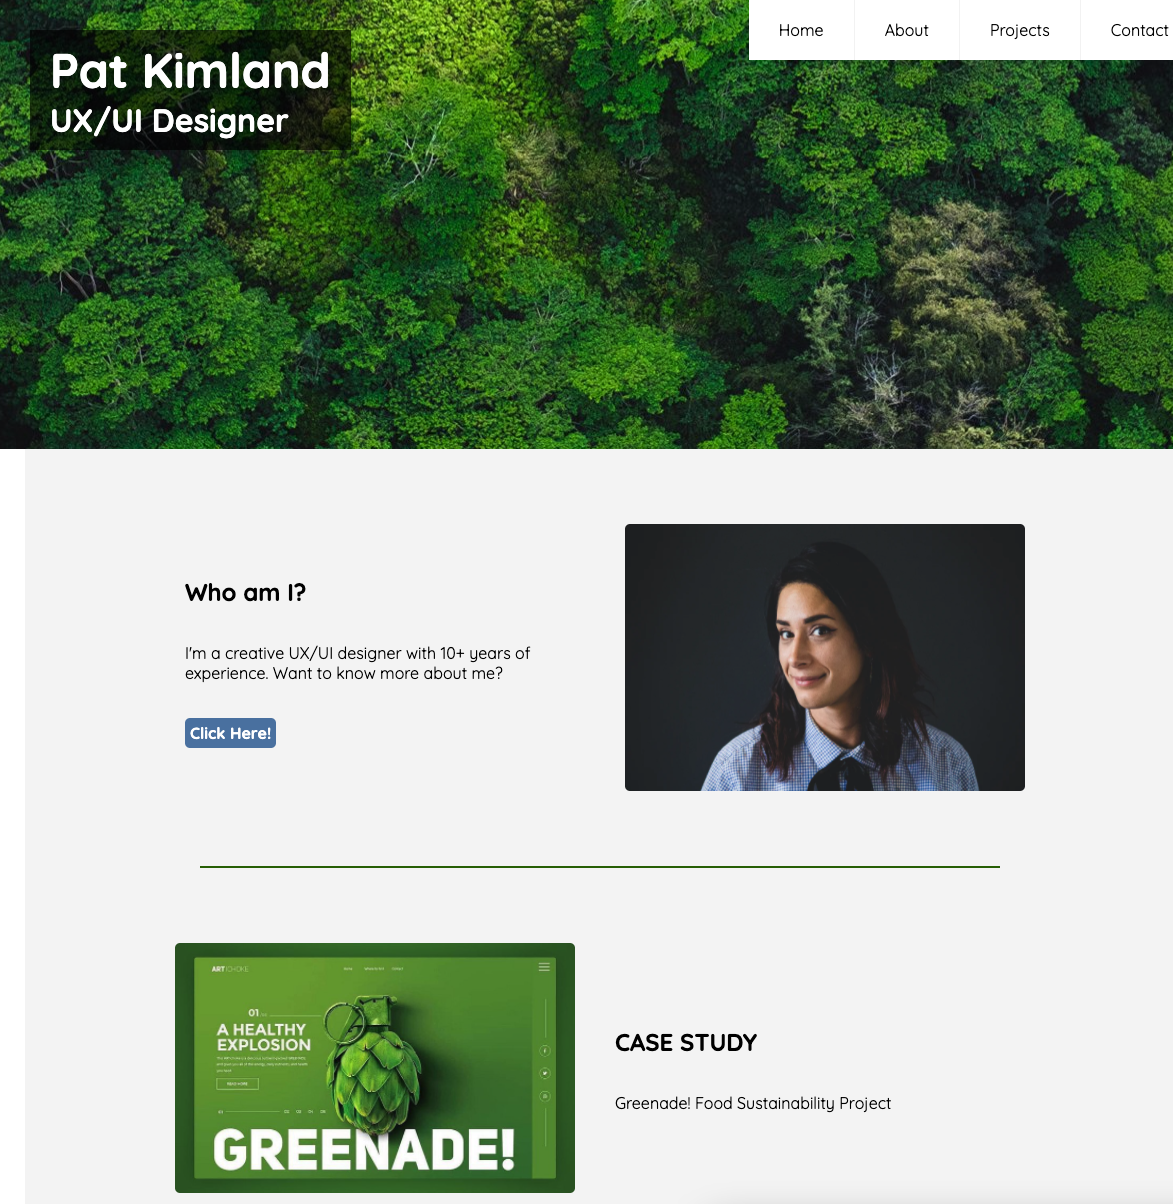 Home About Projects Contact
Pat Kimland
UX/UI Designer
Who am I?
I'm a creative UX/UI designer with 10+ years of
experience. Want to know more about me?
Click Here!
ARTICHOKE
01
A HEALTHY
EXPLOSION
READ MORE
GREENADE!
CASE STUDY
Greenade! Food Sustainability Project